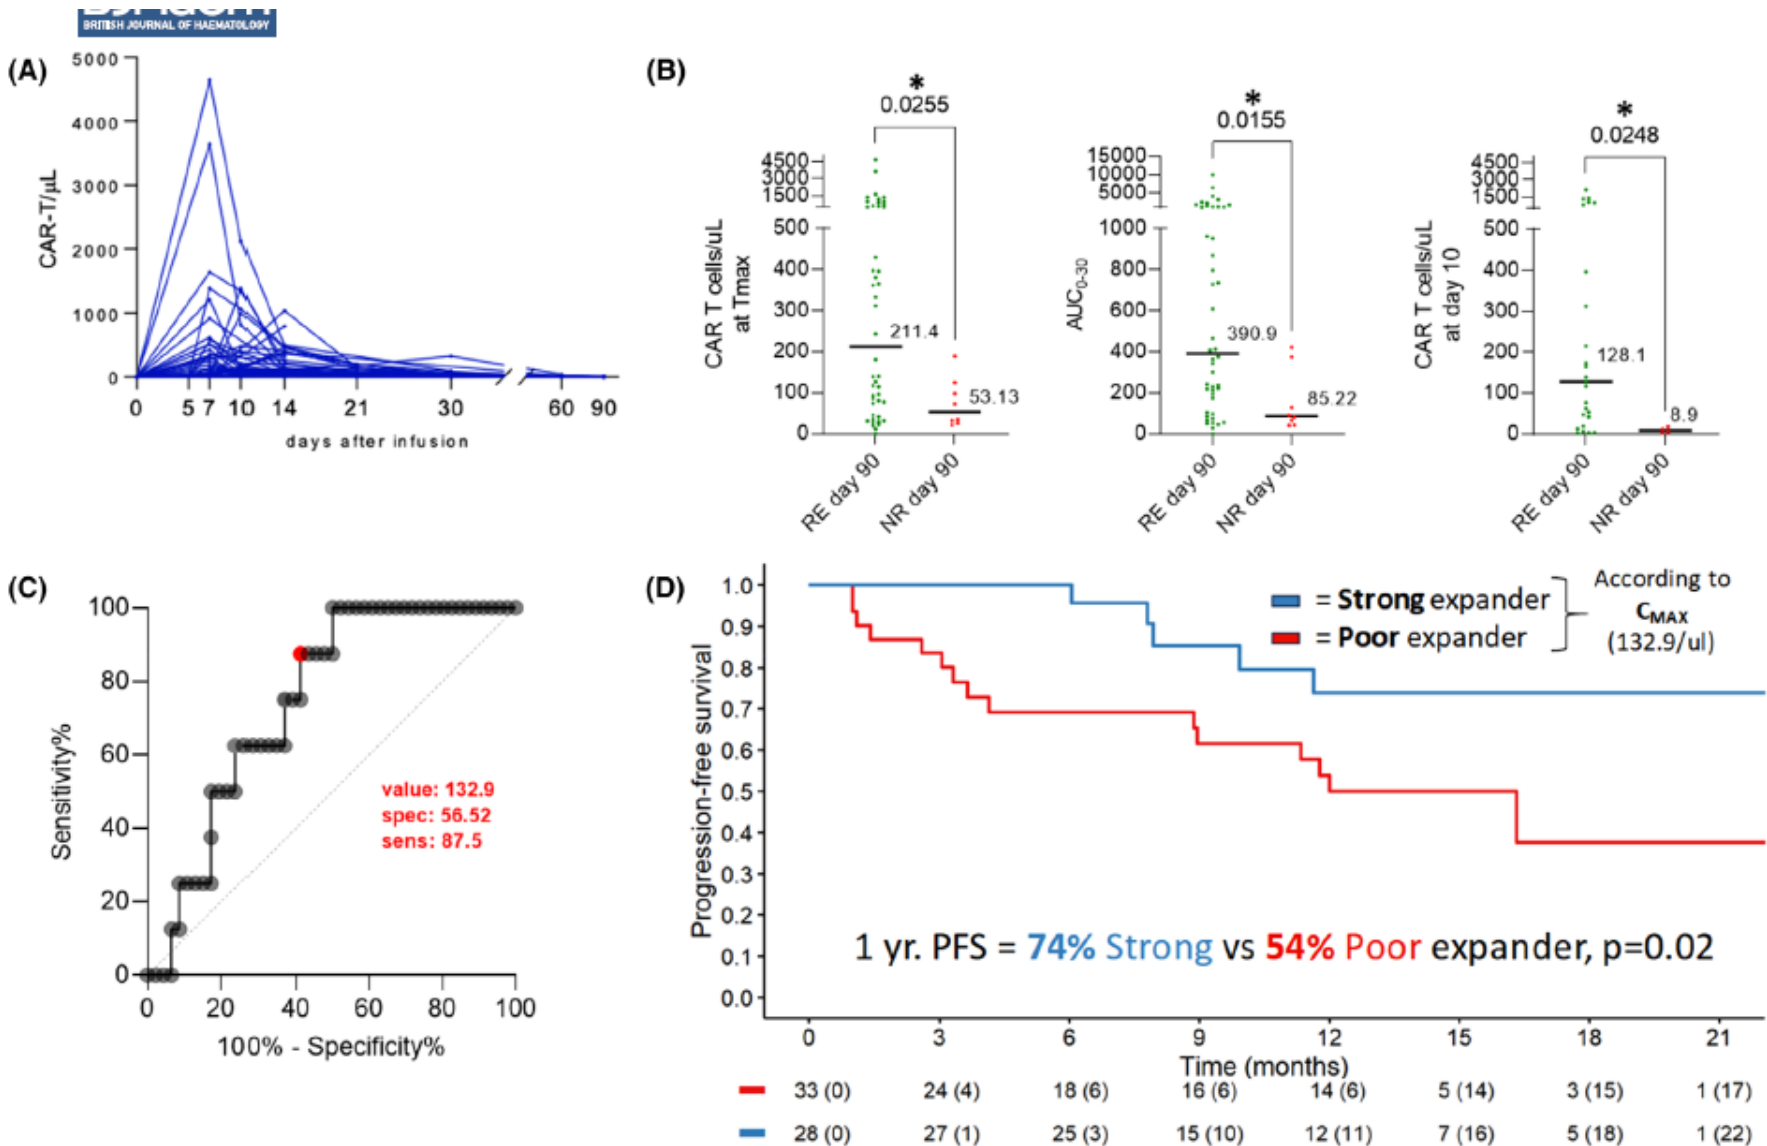 BRITISH JOURNAL OF HAEMATOLOGY
(A)
5000
4000
3000
2000
1000
0
CAR-T/μL
0 5 7 10 14 21 30 60 90
days after infusion
(B)
*
0.0255
4500
3000
1500
500
400
300
200
100
0
CAR T cells/uL
at Tmax
211.4
53.13
RE day 90
NR day 90
*
0.0155
15000
10000
5000
1000
800
600
400
200
0
AUC0-30
390.9
85.22
RE day 90
NR day 90
*
0.0248
4500
3000
1500
500
400
300
200
100
0
CAR T cells/uL
at day 10
128.1
8.9
RE day 90
NR day 90
(C)
100
80
60
40
20
0
Sensitivity%
value: 132.9
spec: 56.52
sens: 87.5
0 20 40 60 80 100
100% - Specificity%
(D)
1.0
0.9
0.8
0.7
0.6
0.5
0.4
0.3
0.2
0.1
0.0
Progression-free survival
= Strong expander
= Poor expander
According to
CMAX
(132.9/ul)
1 yr. PFS = 74% Strong vs 54% Poor expander, p=0.02
0 3 6 9 12 15 18 21
Time (months)
33 (0) 24 (4) 18 (6) 16 (6) 14 (6) 5 (14) 3 (15) 1 (17)
28 (0) 27 (1) 25 (3) 15 (10) 12 (11) 7 (16) 5 (18) 1 (22)